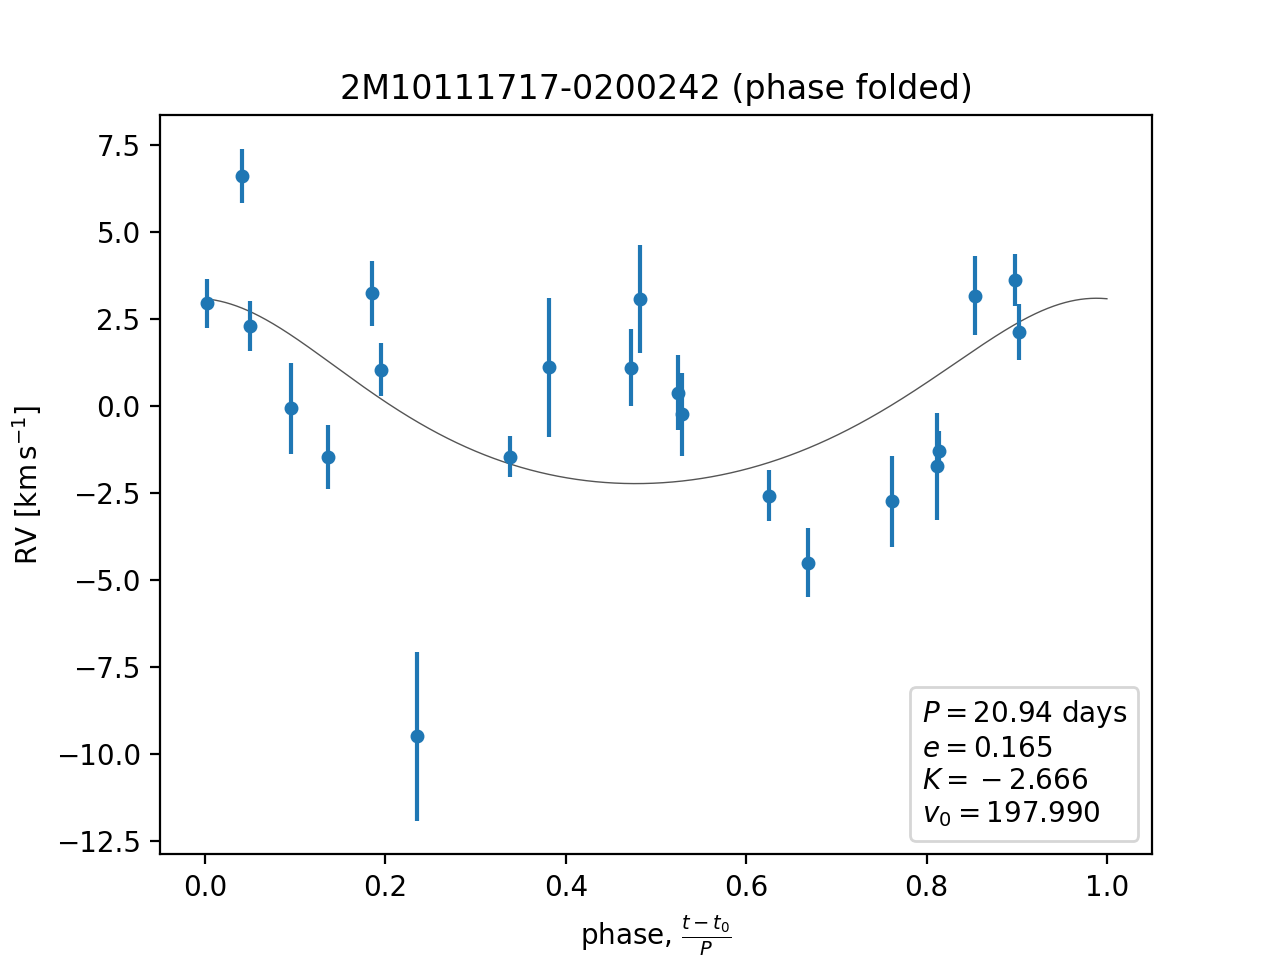 2M10111717-0200242 (phase folded)
RV [km s⁻¹]
7.5
5.0
2.5
0.0
−2.5
−5.0
−7.5
−10.0
−12.5
P = 20.94 days
e = 0.165
K = −2.666
v₀ = 197.990
0.0 0.2 0.4 0.6 0.8 1.0
phase, (t − t₀)/P